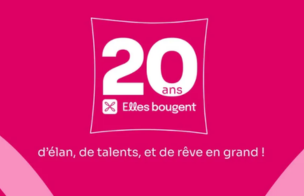 20
ans
Elles bougent
d'élan, de talents, et de rêve en grand !